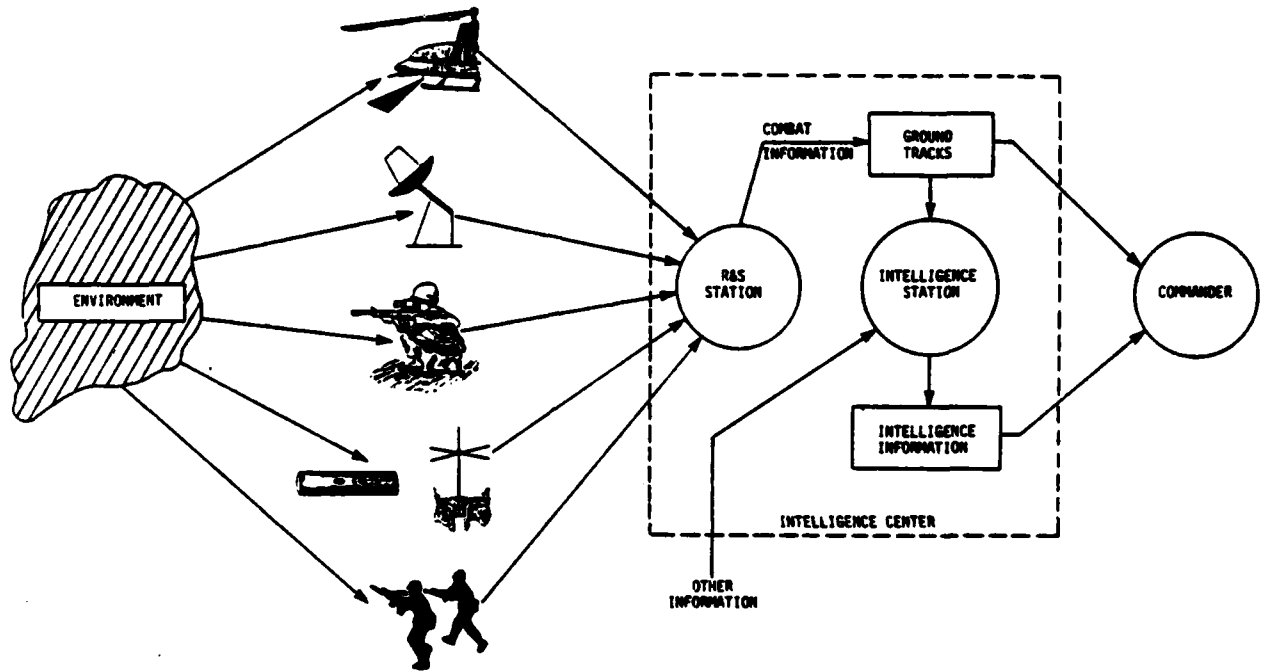 ENVIRONMENT
COMBAT
INFORMATION
GROUND
TRACKS
R&S
STATION
INTELLIGENCE
STATION
COMMANDER
INTELLIGENCE
INFORMATION
INTELLIGENCE CENTER
OTHER
INFORMATION